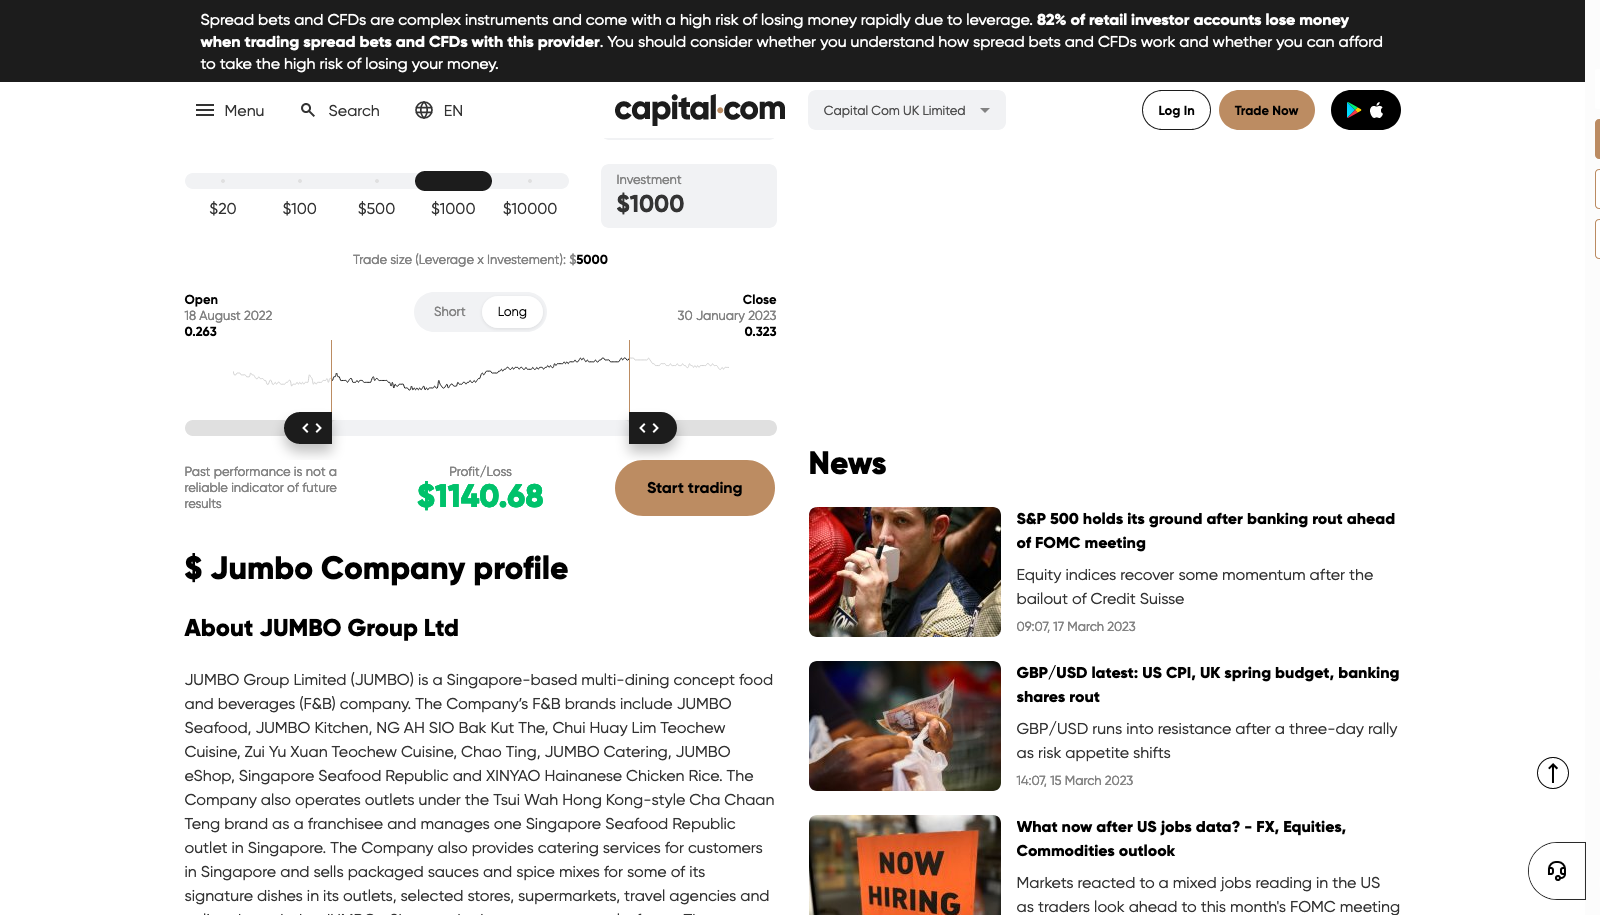 Spread bets and CFDs are complex instruments and come with a high risk of losing money rapidly due to leverage. 82% of retail investor accounts lose money
when trading spread bets and CFDs with this provider. You should consider whether you understand how spread bets and CFDs work and whether you can afford
to take the high risk of losing your money.
Menu
Search
EN
capital.com
Capital Com UK Limited
Log In
Trade Now
$20
$100
$500
$1000
$10000
Investment
$1000
Trade size (Leverage x Investement): $5000
Open
18 August 2022
0.263
Short
Long
Close
30 January 2023
0.323
Past performance is not a
reliable indicator of future
results
Profit/Loss
$1140.68
Start trading
$ Jumbo Company profile
About JUMBO Group Ltd
JUMBO Group Limited (JUMBO) is a Singapore-based multi-dining concept food
and beverages (F&B) company. The Company's F&B brands include JUMBO
Seafood, JUMBO Kitchen, NG AH SIO Bak Kut The, Chui Huay Lim Teochew
Cuisine, Zui Yu Xuan Teochew Cuisine, Chao Ting, JUMBO Catering, JUMBO
eShop, Singapore Seafood Republic and XINYAO Hainanese Chicken Rice. The
Company also operates outlets under the Tsui Wah Hong Kong-style Cha Chaan
Teng brand as a franchisee and manages one Singapore Seafood Republic
outlet in Singapore. The Company also provides catering services for customers
in Singapore and sells packaged sauces and spice mixes for some of its
signature dishes in its outlets, selected stores, supermarkets, travel agencies and
News
S&P 500 holds its ground after banking rout ahead
of FOMC meeting
Equity indices recover some momentum after the
bailout of Credit Suisse
09:07, 17 March 2023
GBP/USD latest: US CPI, UK spring budget, banking
shares rout
GBP/USD runs into resistance after a three-day rally
as risk appetite shifts
14:07, 15 March 2023
NOW
HIRING
What now after US jobs data? - FX, Equities,
Commodities outlook
Markets reacted to a mixed jobs reading in the US
as traders look ahead to this month's FOMC meeting